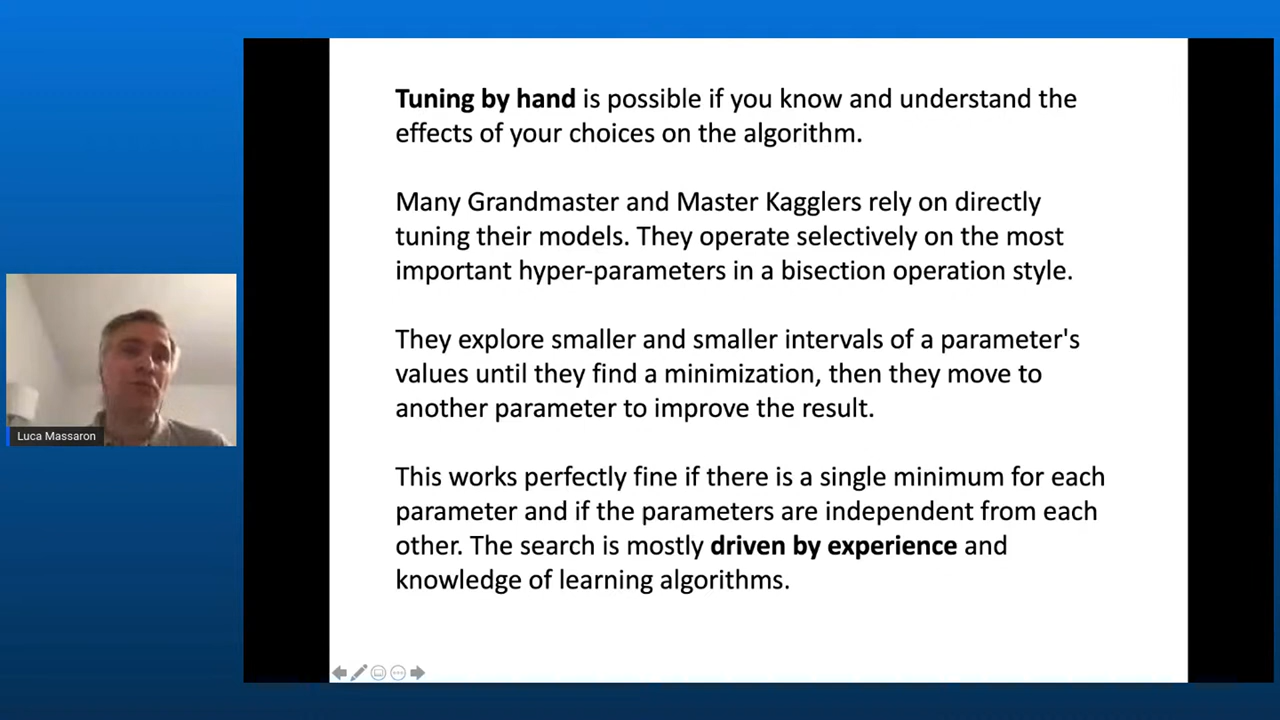 Tuning by hand is possible if you know and understand the
effects of your choices on the algorithm.
Many Grandmaster and Master Kagglers rely on directly
tuning their models. They operate selectively on the most
important hyper-parameters in a bisection operation style.
They explore smaller and smaller intervals of a parameter's
values until they find a minimization, then they move to
another parameter to improve the result.
This works perfectly fine if there is a single minimum for each
parameter and if the parameters are independent from each
other. The search is mostly driven by experience and
knowledge of learning algorithms.
Luca Massaron